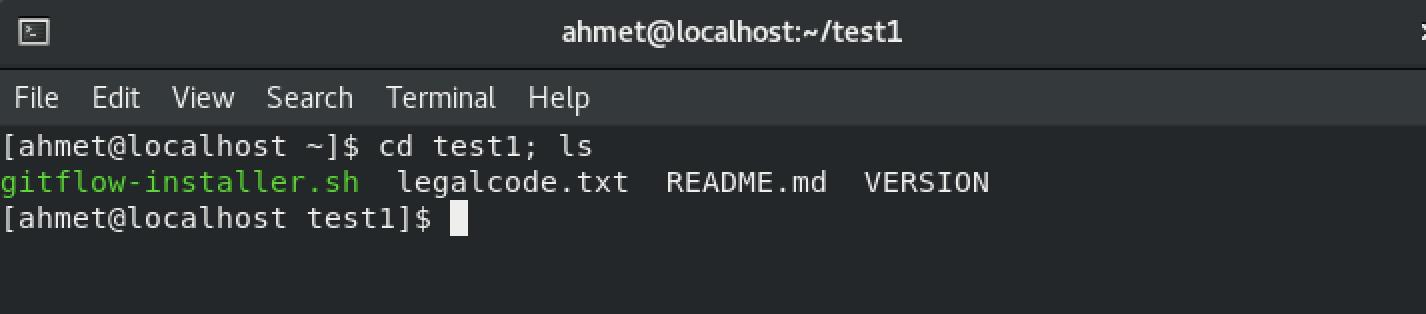 ahmet@localhost:~/test1
File Edit View Search Terminal Help
[ahmet@localhost ~]$ cd test1; ls
gitflow-installer.sh  legalcode.txt  README.md  VERSION
[ahmet@localhost test1]$